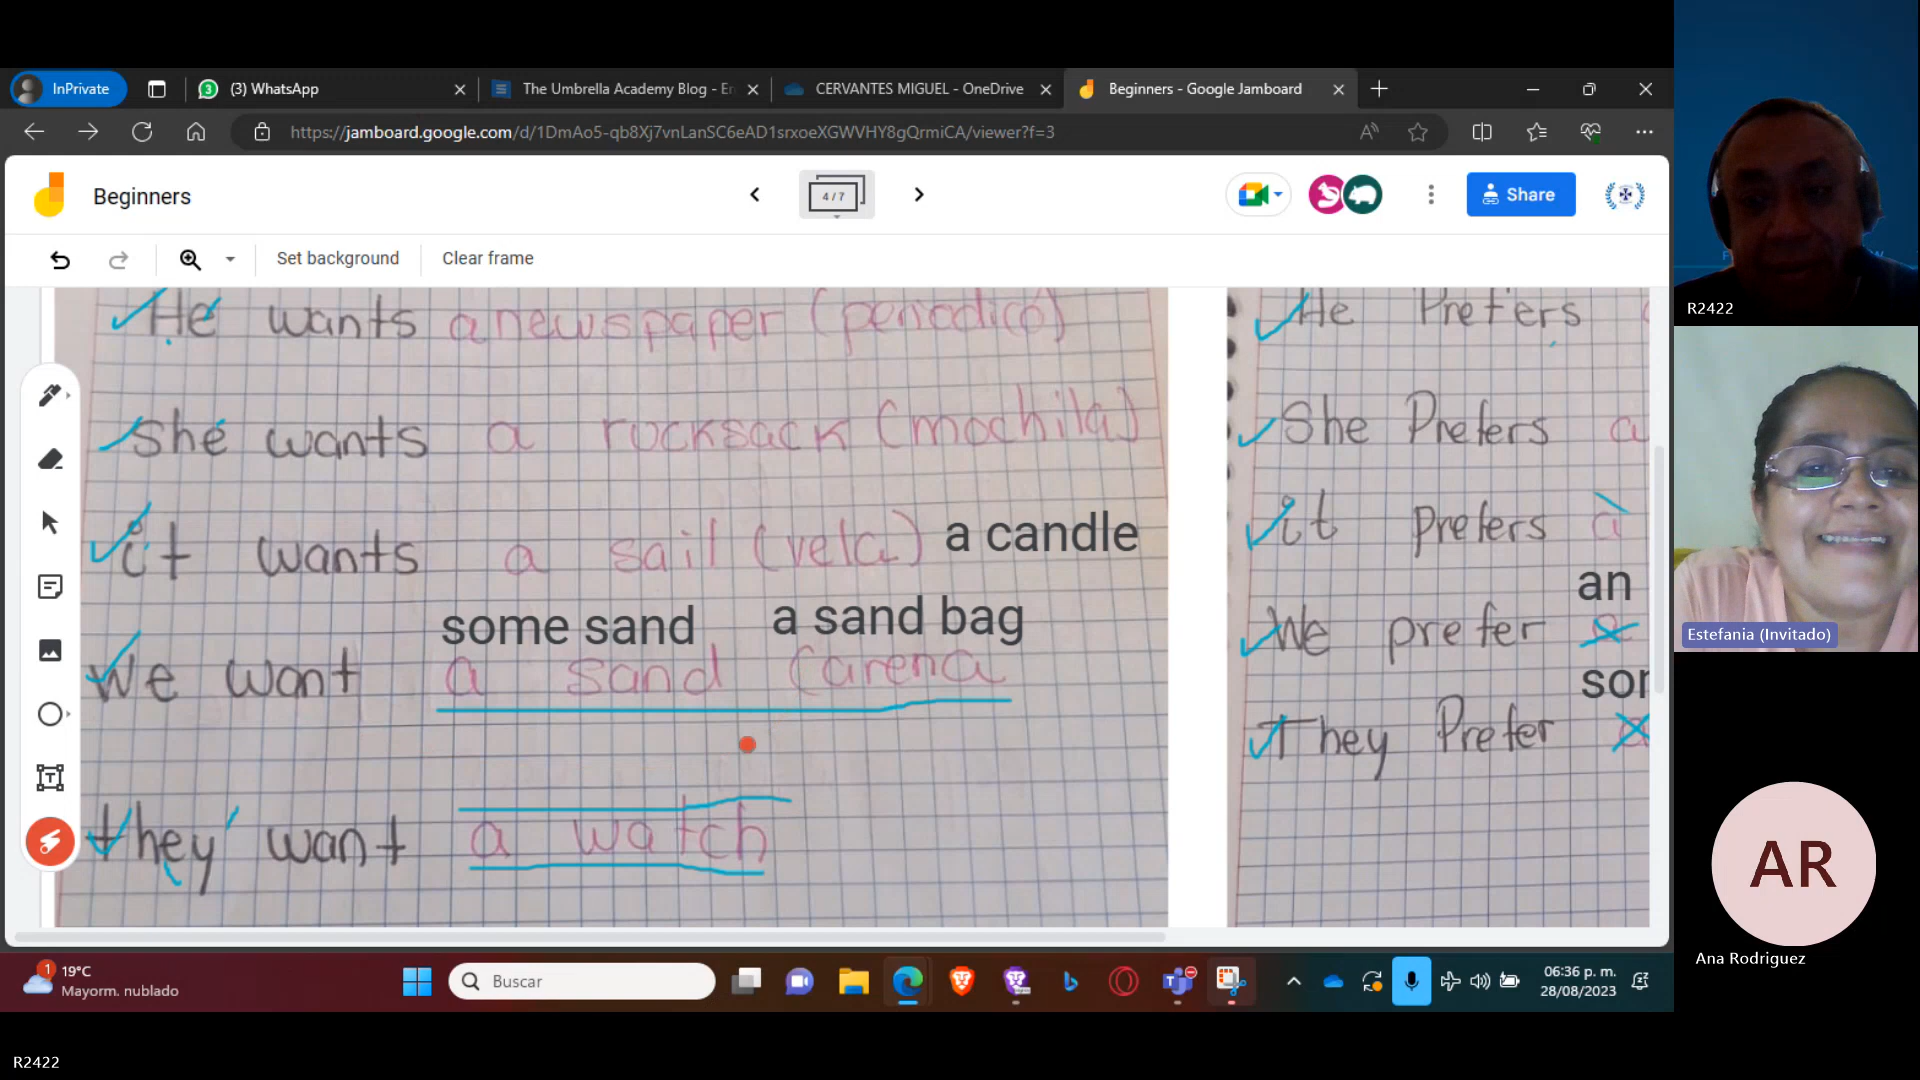 InPrivate
(3) WhatsApp
The Umbrella Academy Blog - En
CERVANTES MIGUEL - OneDrive
Beginners - Google Jamboard
https://jamboard.google.com/d/1DmAo5-qb8Xj7vnLanSC6eAD1srxoeXGWVHY8gQrmiCA/viewer?f=3
Beginners
4 / 7
Share
Set background
Clear frame
He wants a newspaper (periodico)
She wants a rucksack (mochila)
it wants a sail (vela) a candle
some sand a sand bag
We want a sand (arena
they want a watch
He Prefers
She Prefers a
it prefers a
an
We prefer a
som
They Prefer a
R2422
Estefania (Invitado)
AR
Ana Rodriguez
1
19°C
Mayorm. nublado
Buscar
06:36 p. m.
28/08/2023
R2422